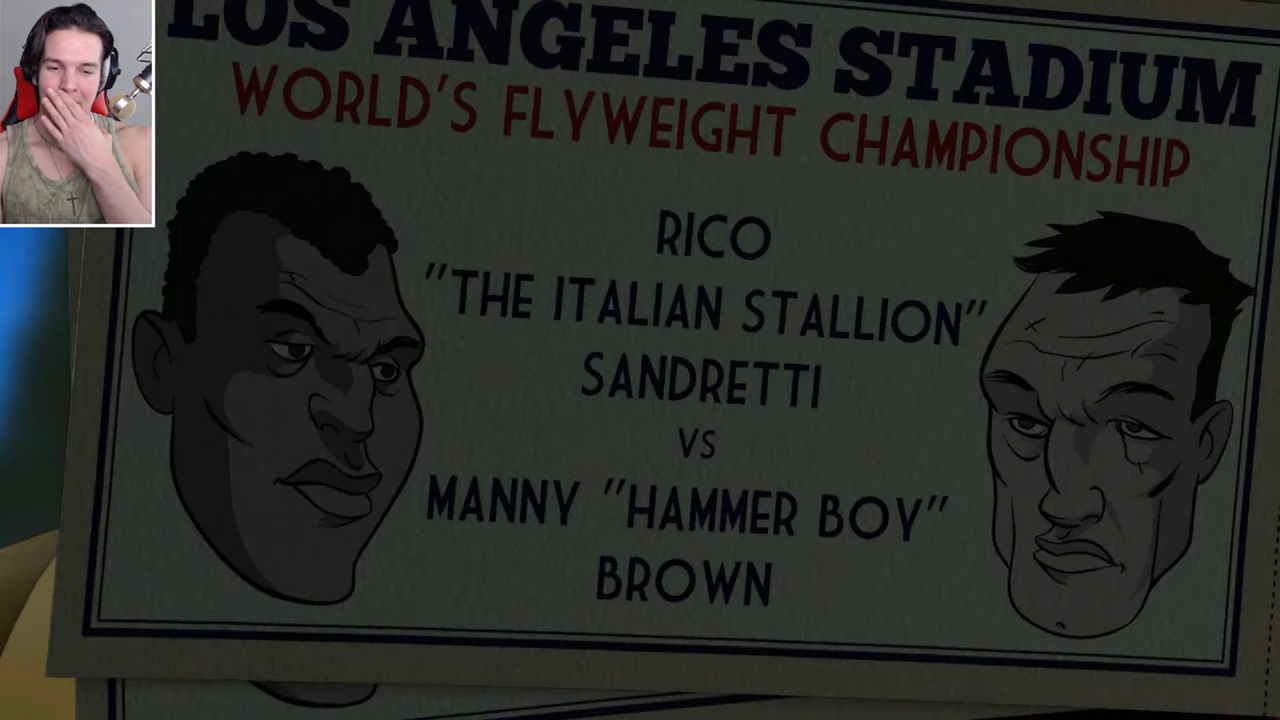 LOS ANGELES STADIUM
WORLD'S FLYWEIGHT CHAMPIONSHIP
RICO
"THE ITALIAN STALLION"
SANDRETTI
VS
MANNY "HAMMER BOY"
BROWN